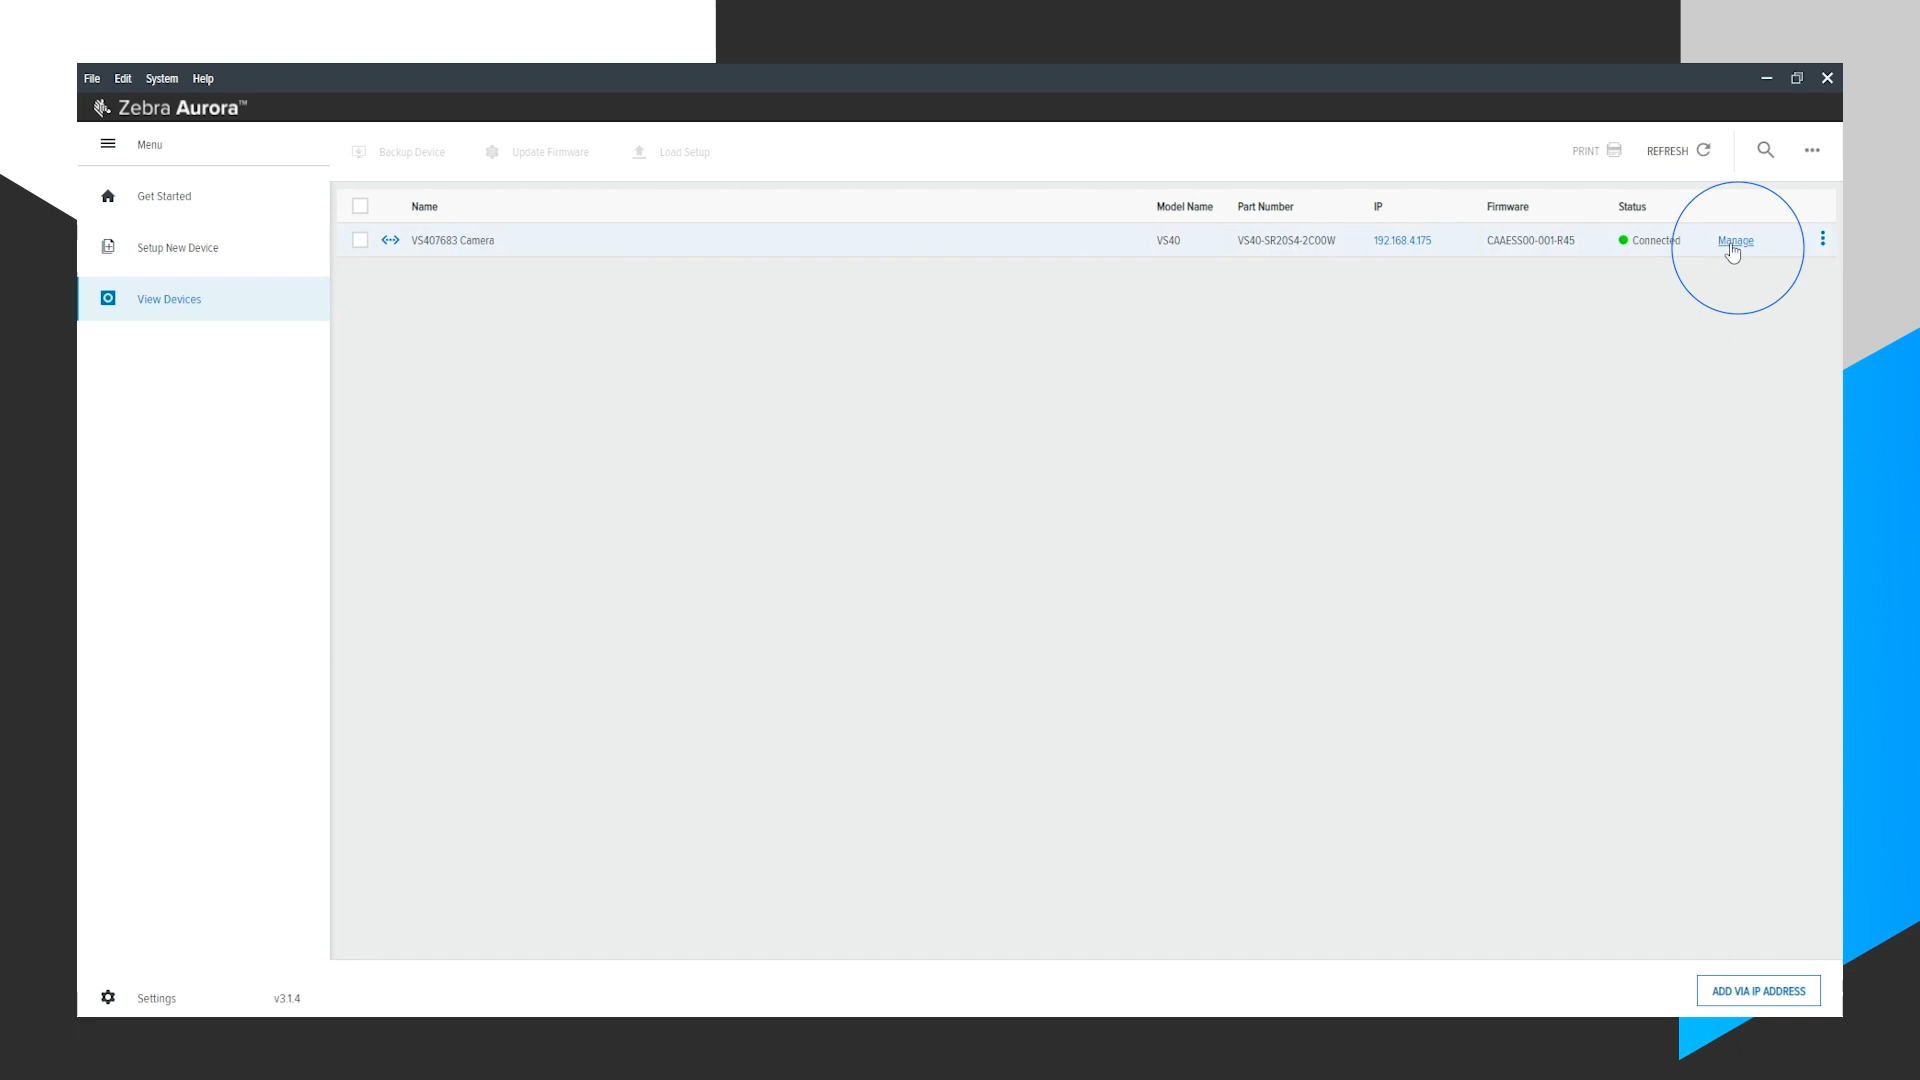 File Edit System Help
Zebra Aurora™
Menu
Backup Device Update Firmware Load Setup PRINT REFRESH
Get Started
Setup New Device
View Devices
Name Model Name Part Number IP Firmware Status
VS407683 Camera VS40 VS40-SR20S4-2C00W 192.168.4.175 CAAESS00-001-R45 Connected Manage
Settings v3.1.4
ADD VIA IP ADDRESS